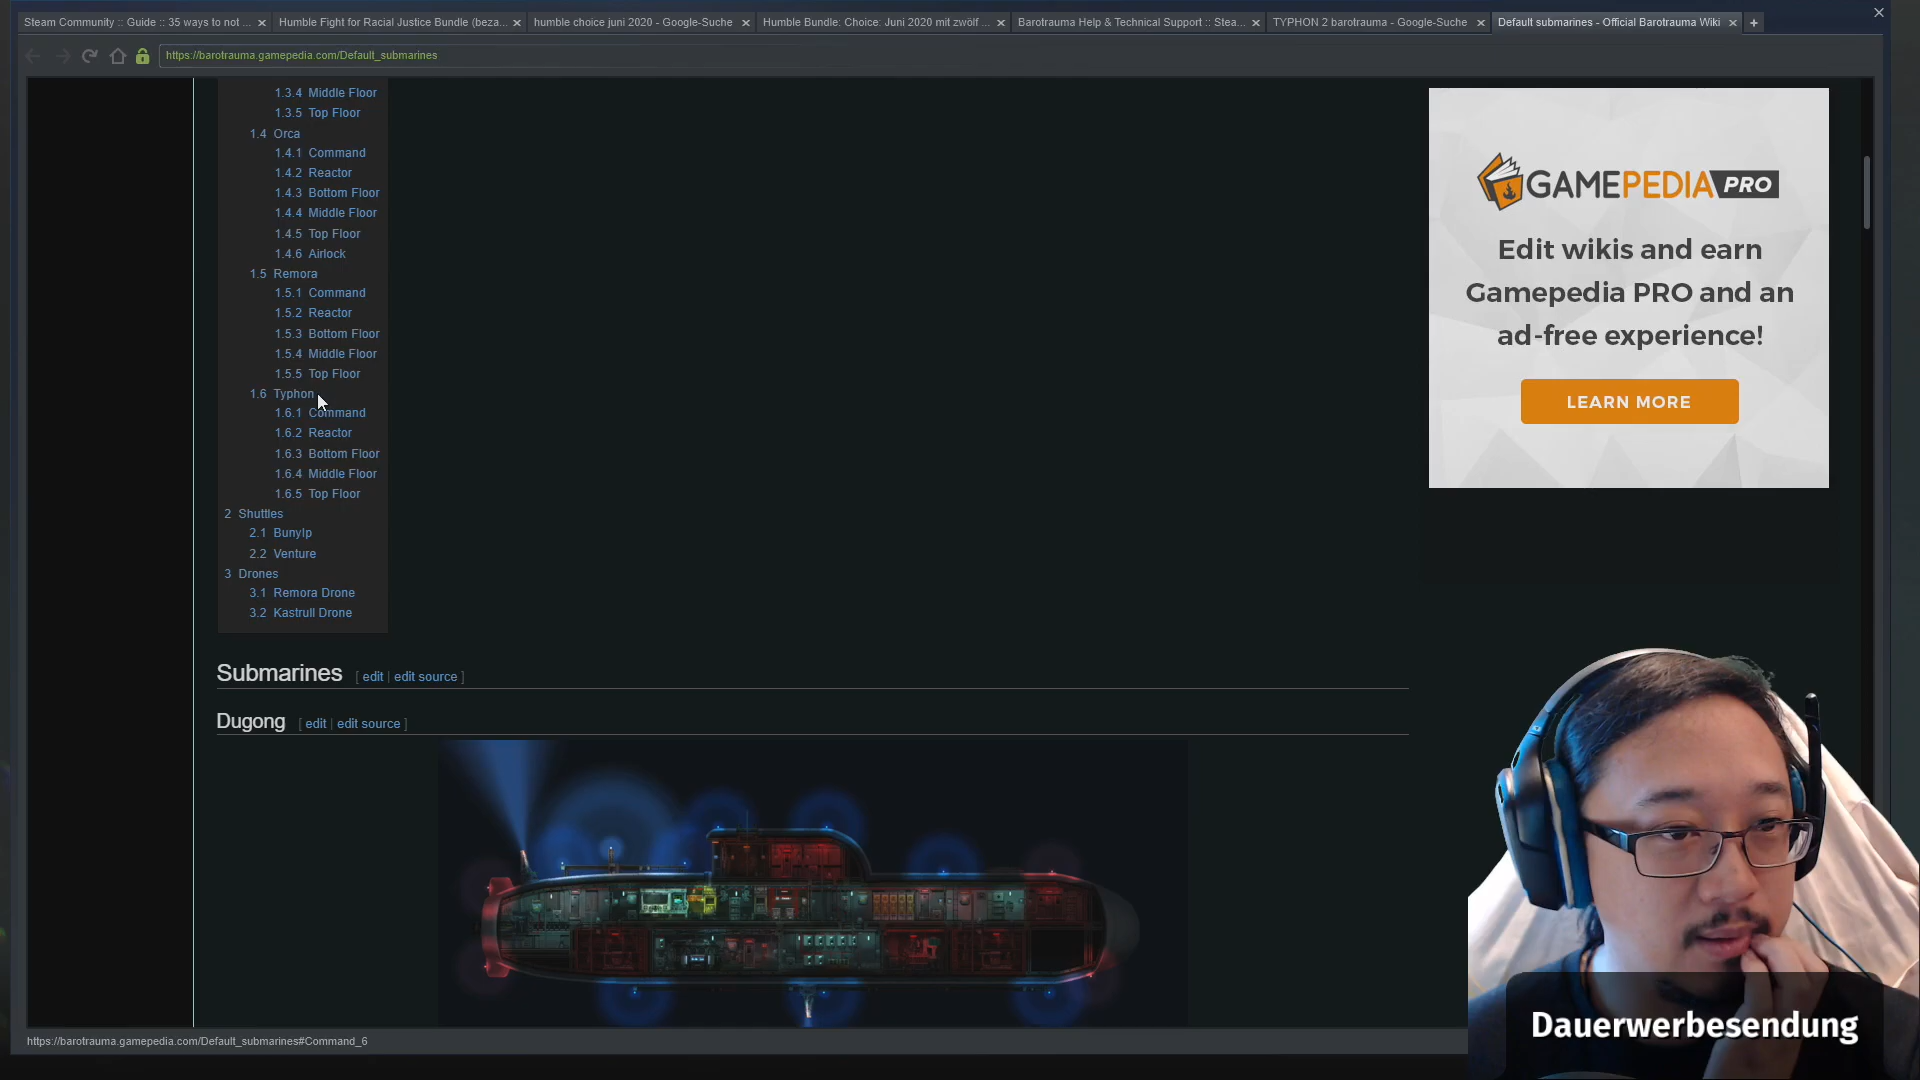 Steam Community :: Guide :: 35 ways to not ...
Humble Fight for Racial Justice Bundle (beza...
humble choice juni 2020 - Google-Suche
Humble Bundle: Choice: Juni 2020 mit zwölf ...
Barotrauma Help & Technical Support :: Stea...
TYPHON 2 barotrauma - Google-Suche
Default submarines - Official Barotrauma Wiki
https://barotrauma.gamepedia.com/Default_submarines
1.3.4 Middle Floor
1.3.5 Top Floor
1.4 Orca
1.4.1 Command
1.4.2 Reactor
1.4.3 Bottom Floor
1.4.4 Middle Floor
1.4.5 Top Floor
1.4.6 Airlock
1.5 Remora
1.5.1 Command
1.5.2 Reactor
1.5.3 Bottom Floor
1.5.4 Middle Floor
1.5.5 Top Floor
1.6 Typhon
1.6.1 Command
1.6.2 Reactor
1.6.3 Bottom Floor
1.6.4 Middle Floor
1.6.5 Top Floor
2 Shuttles
2.1 Bunyip
2.2 Venture
3 Drones
3.1 Remora Drone
3.2 Kastrull Drone
GAMEPEDIA PRO
Edit wikis and earn
Gamepedia PRO and an
ad-free experience!
LEARN MORE
Submarines [ edit | edit source ]
Dugong [ edit | edit source ]
Dauerwerbesendung
https://barotrauma.gamepedia.com/Default_submarines#Command_6